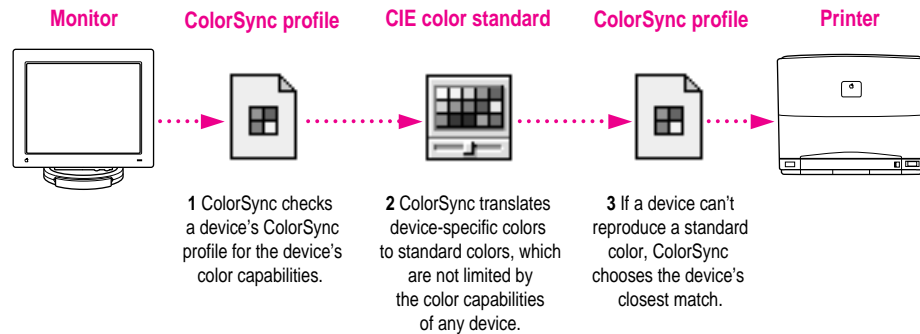 Monitor
ColorSync profile
CIE color standard
ColorSync profile
Printer
1 ColorSync checks
a device's ColorSync
profile for the device's
color capabilities.
2 ColorSync translates
device-specific colors
to standard colors, which
are not limited by
the color capabilities
of any device.
3 If a device can't
reproduce a standard
color, ColorSync
chooses the device's
closest match.